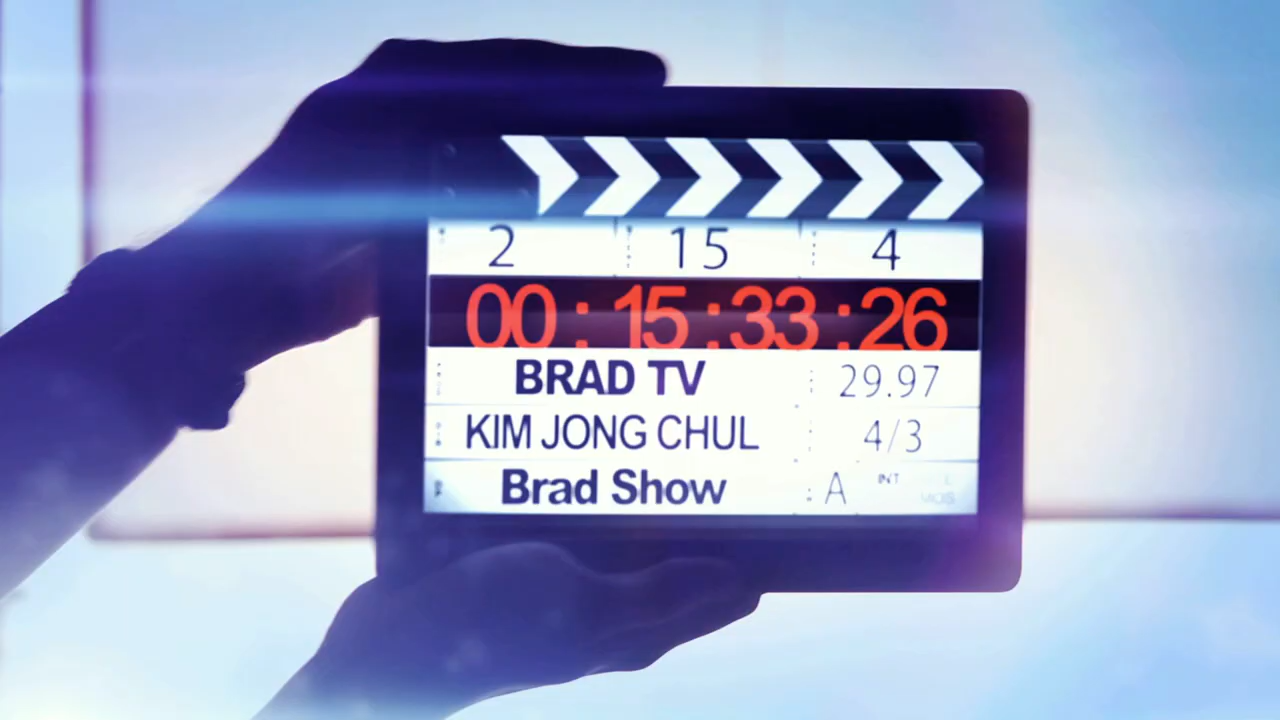 2 15 4
00:15:33:26
BRAD TV 29.97
KIM JONG CHUL 4/3
Brad Show A INT